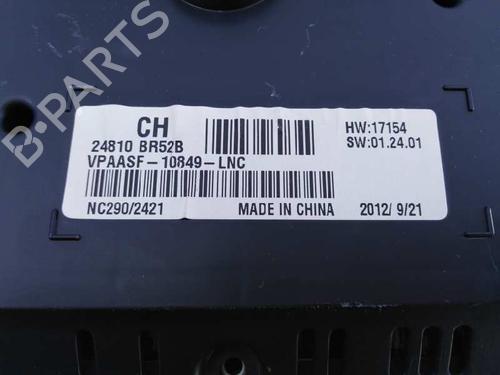 B-PARTS
CH
24810 BR52B
VPAASF-10849-LNC
HW:17154
SW:01.24.01
NC290/2421
MADE IN CHINA
2012/ 9/21